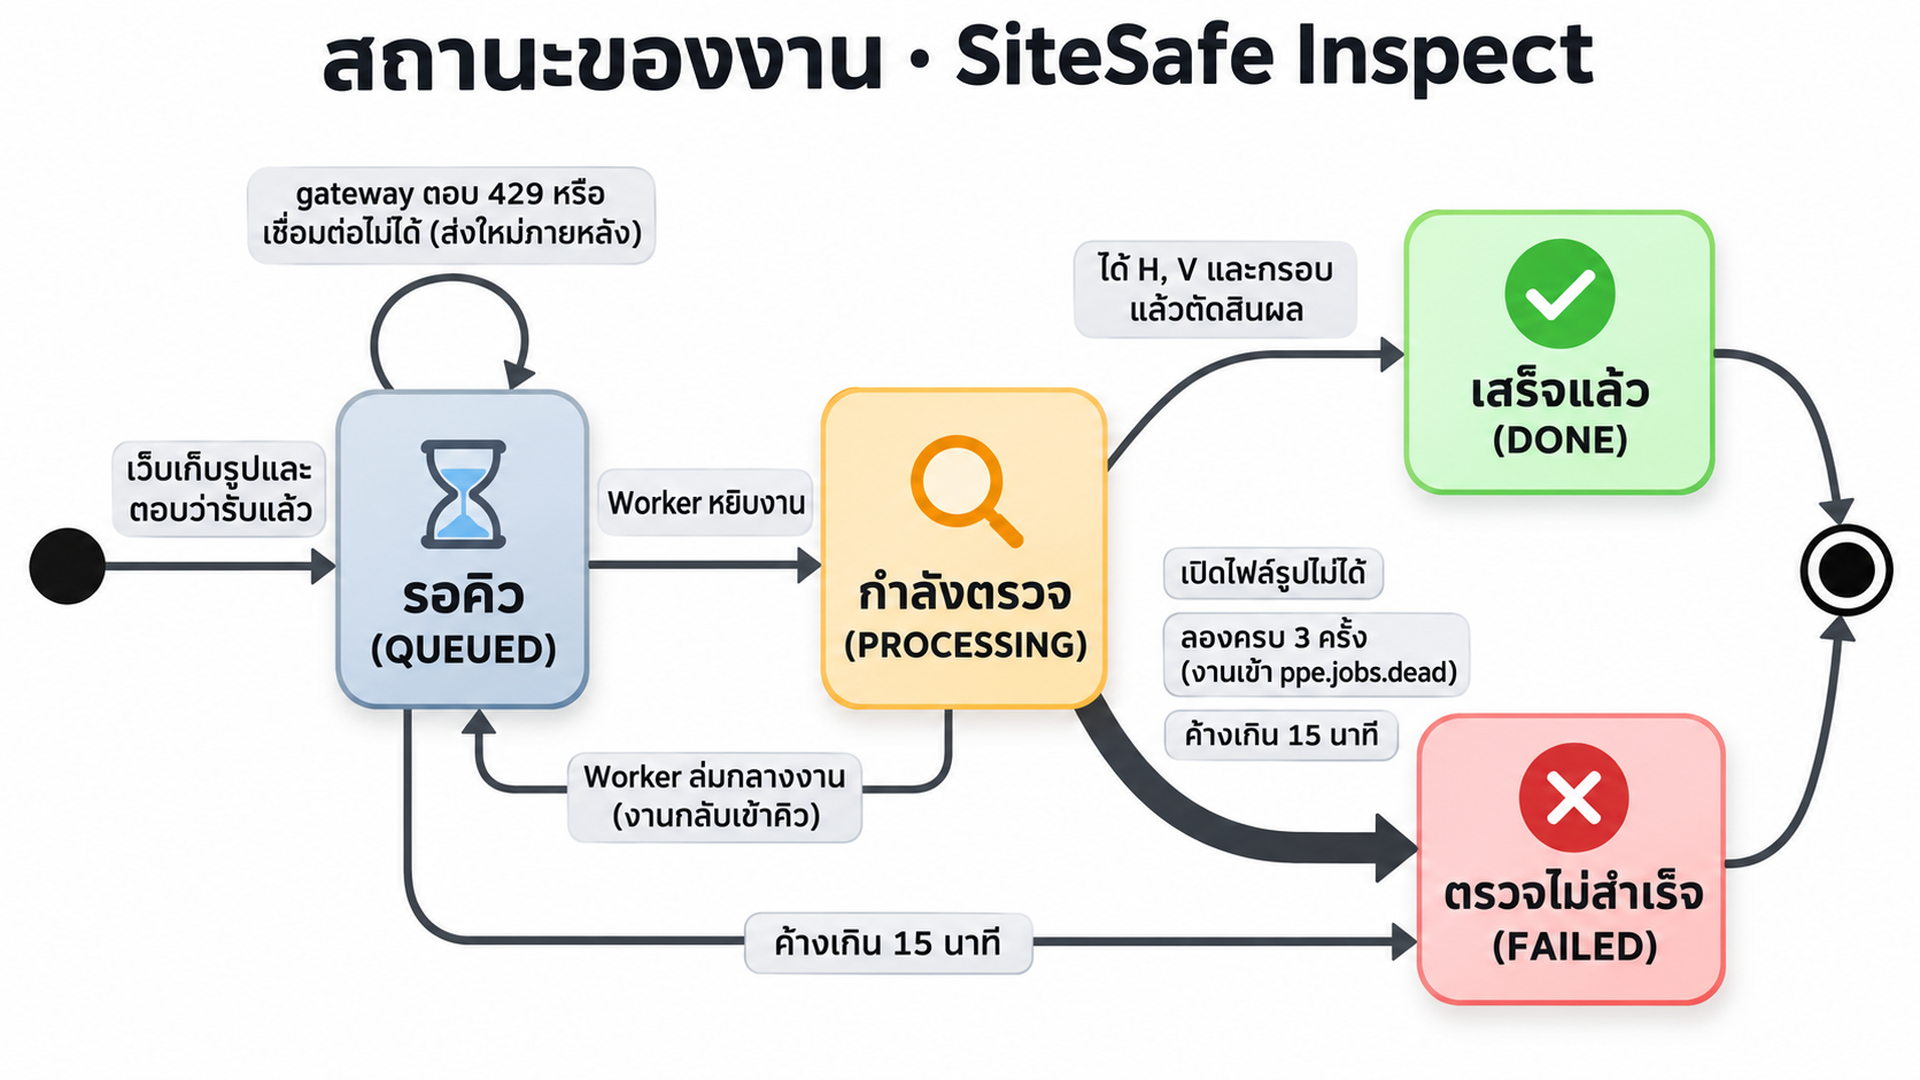 สถานะของงาน • SiteSafe Inspect
gateway ตอบ 429 หรือ
เชื่อมต่อไม่ได้ (ส่งใหม่ภายหลัง)
เว็บเก็บรูปและ
ตอบว่ารับแล้ว
รอคิว
(QUEUED)
Worker หยิบงาน
กำลังตรวจ
(PROCESSING)
ได้ H, V และกรอบ
แล้วตัดสินผล
เสร็จแล้ว
(DONE)
เปิดไฟล์รูปไม่ได้
ลองครบ 3 ครั้ง
(งานเข้า ppe.jobs.dead)
ค้างเกิน 15 นาที
Worker ล่มกลางงาน
(งานกลับเข้าคิว)
ค้างเกิน 15 นาที
ตรวจไม่สำเร็จ
(FAILED)